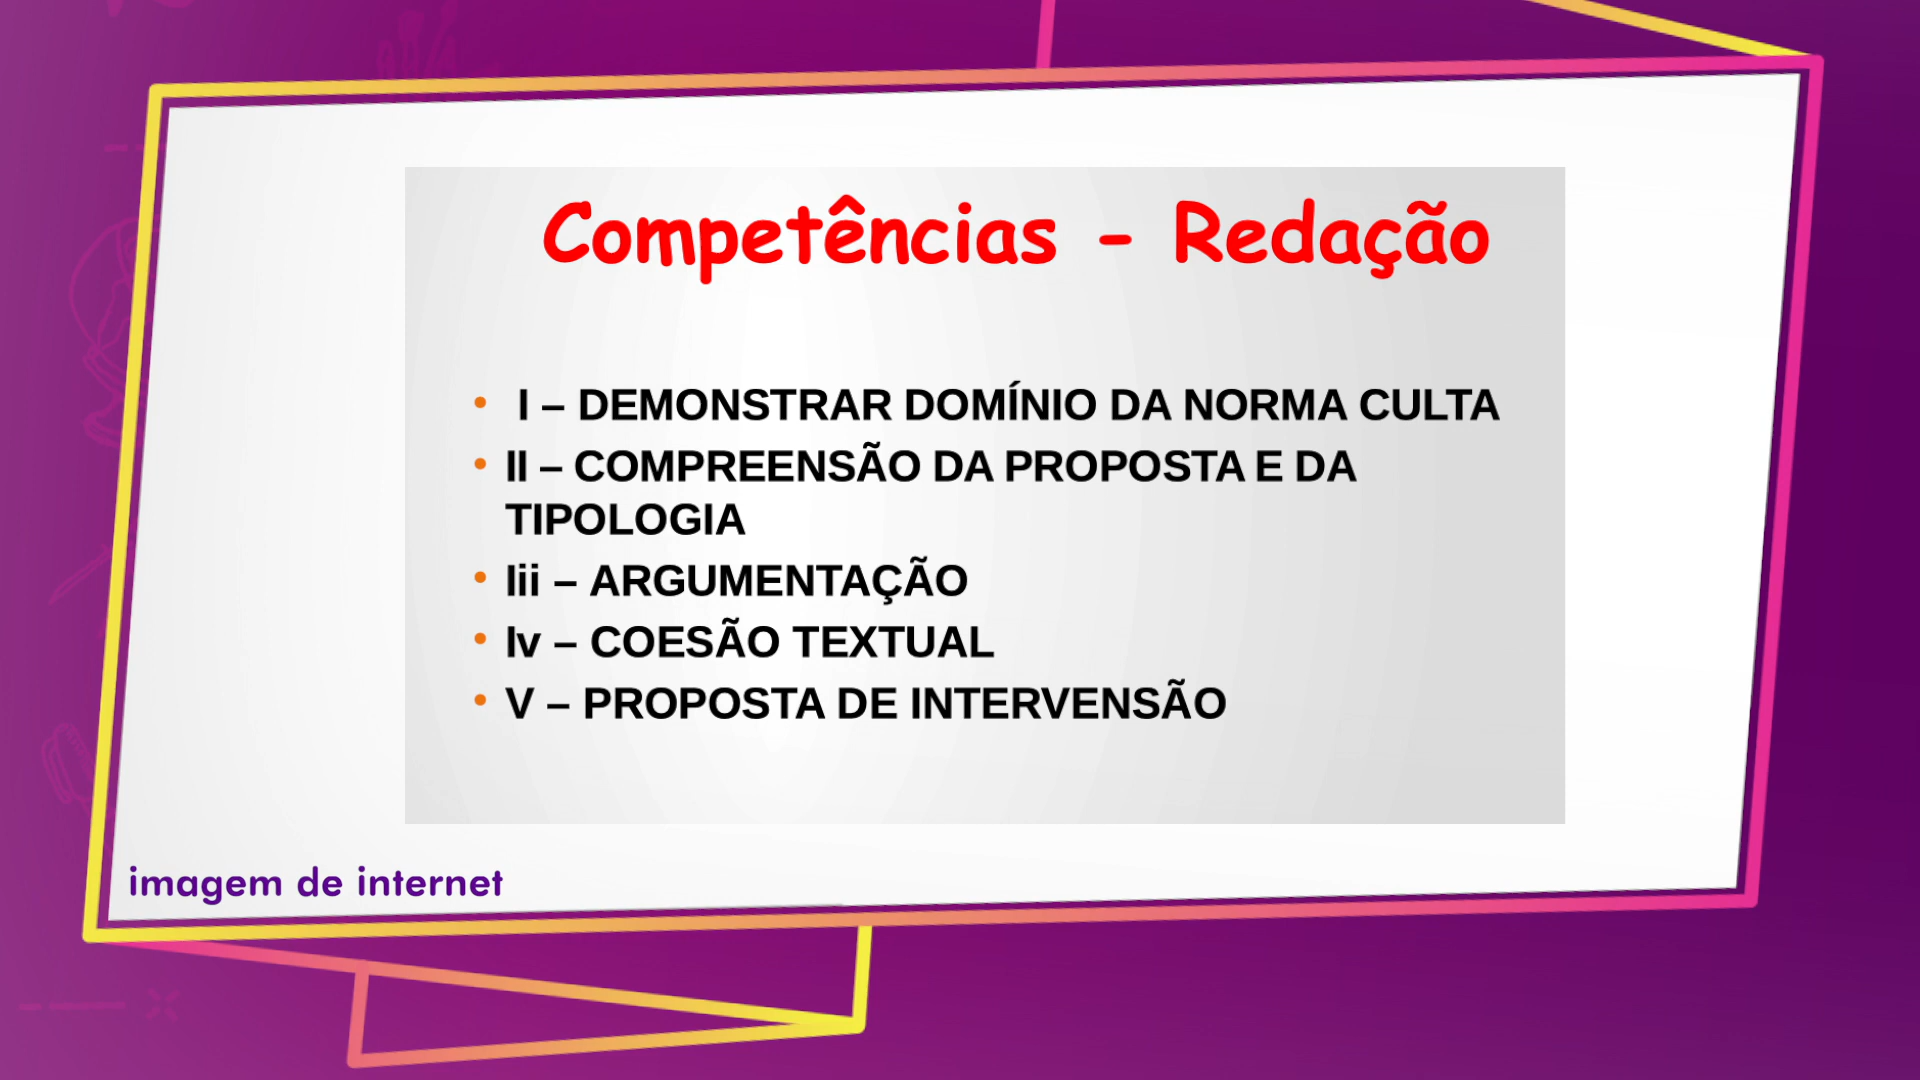 Competências - Redação
• I – DEMONSTRAR DOMÍNIO DA NORMA CULTA
• II – COMPREENSÃO DA PROPOSTA E DA
TIPOLOGIA
• Iii – ARGUMENTAÇÃO
• Iv – COESÃO TEXTUAL
• V – PROPOSTA DE INTERVENSÃO
imagem de internet